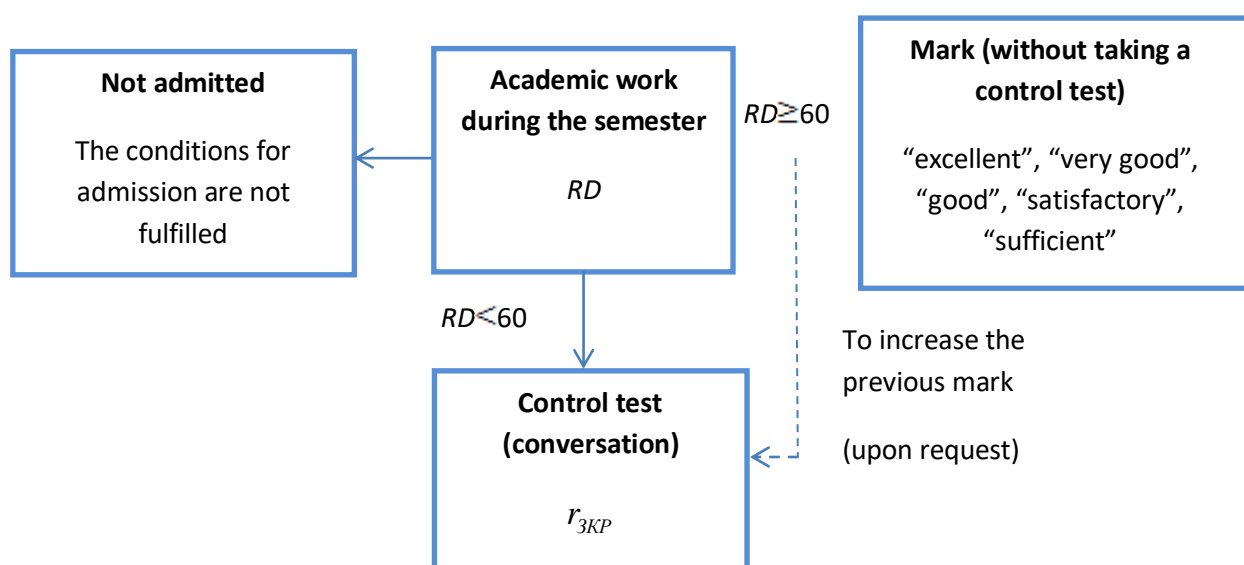 Not admitted
The conditions for
admission are not
fulfilled
Academic work
during the semester
RD
RD≥60
Mark (without taking a
control test)
“excellent”, “very good”,
“good”, “satisfactory”,
“sufficient”
RD<60
To increase the
previous mark
(upon request)
Control test
(conversation)
rЗКР